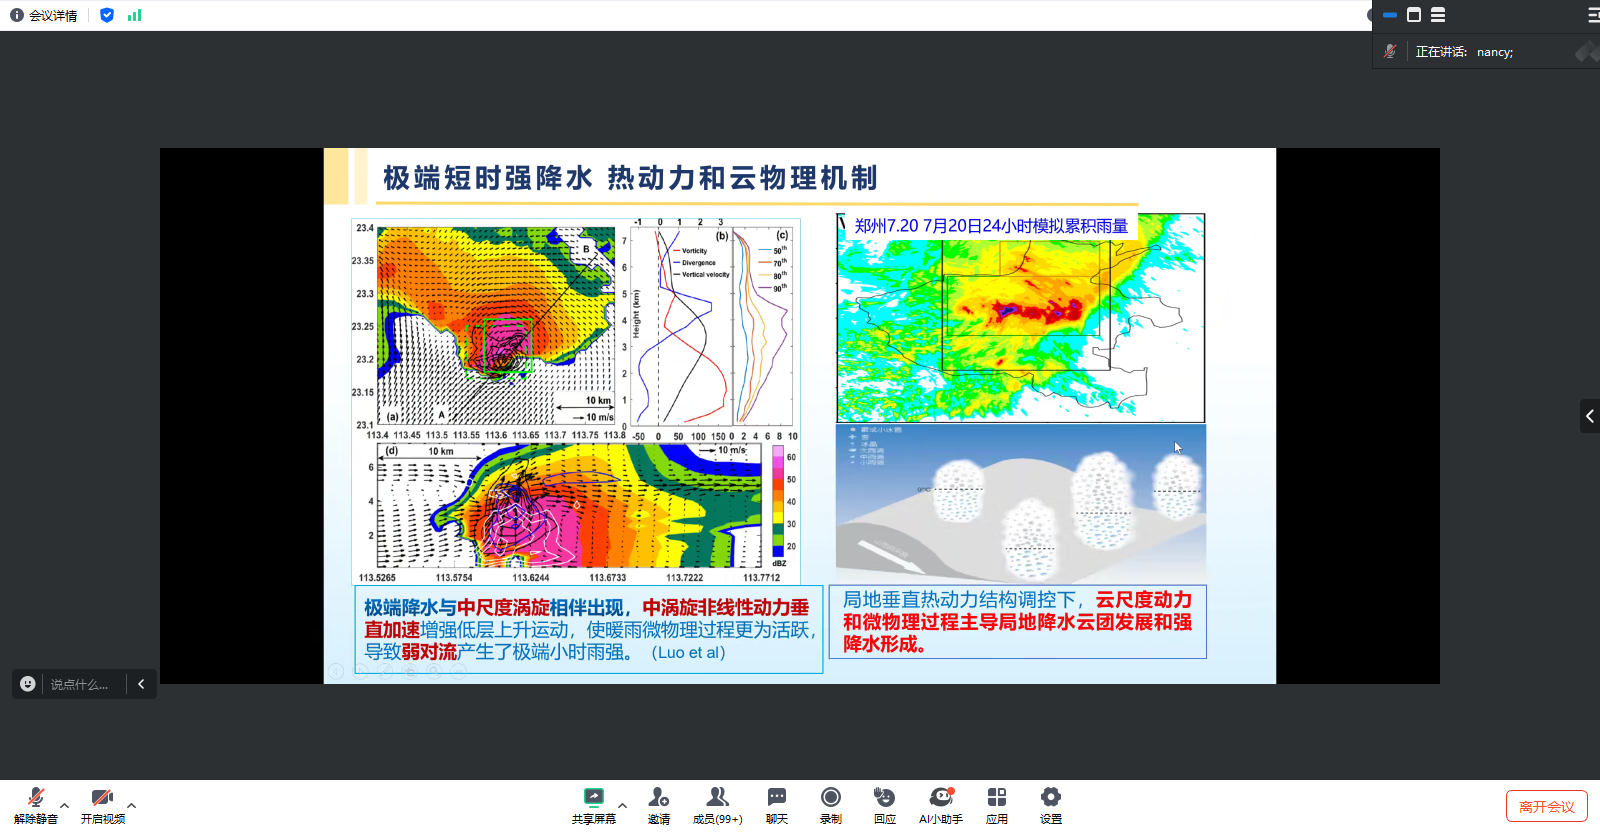 会议详情
正在讲话: nancy;
极端短时强降水 热动力和云物理机制
23.4
23.35
23.3
23.25
23.2
23.15
23.1
B
A
(a)
10 km
10 m/s
113.4 113.45 113.5 113.55 113.6 113.65 113.7 113.75 113.8
-1 0 1 2 3
(b)
Vorticity
Divergence
Vertical velocity
Height (km)
7
6
5
4
3
2
1
0
-50 0 50 100 150
(c)
50th
70th
80th
90th
0 2 4 6 8 10
(d)
10 km
10 m/s
6
4
2
113.5265 113.5754 113.6244 113.6733 113.7222 113.7712
60
50
40
30
20
dBZ
郑州7.20 7月20日24小时模拟累积雨量
0°C
极端降水与中尺度涡旋相伴出现，中涡旋非线性动力垂
直加速增强低层上升运动，使暖雨微物理过程更为活跃，
导致弱对流产生了极端小时雨强。（Luo et al）
局地垂直热动力结构调控下，云尺度动力
和微物理过程主导局地降水云团发展和强
降水形成。
说点什么...
解除静音
开启视频
共享屏幕
邀请
成员(99+)
聊天
录制
回应
AI小助手
应用
设置
离开会议